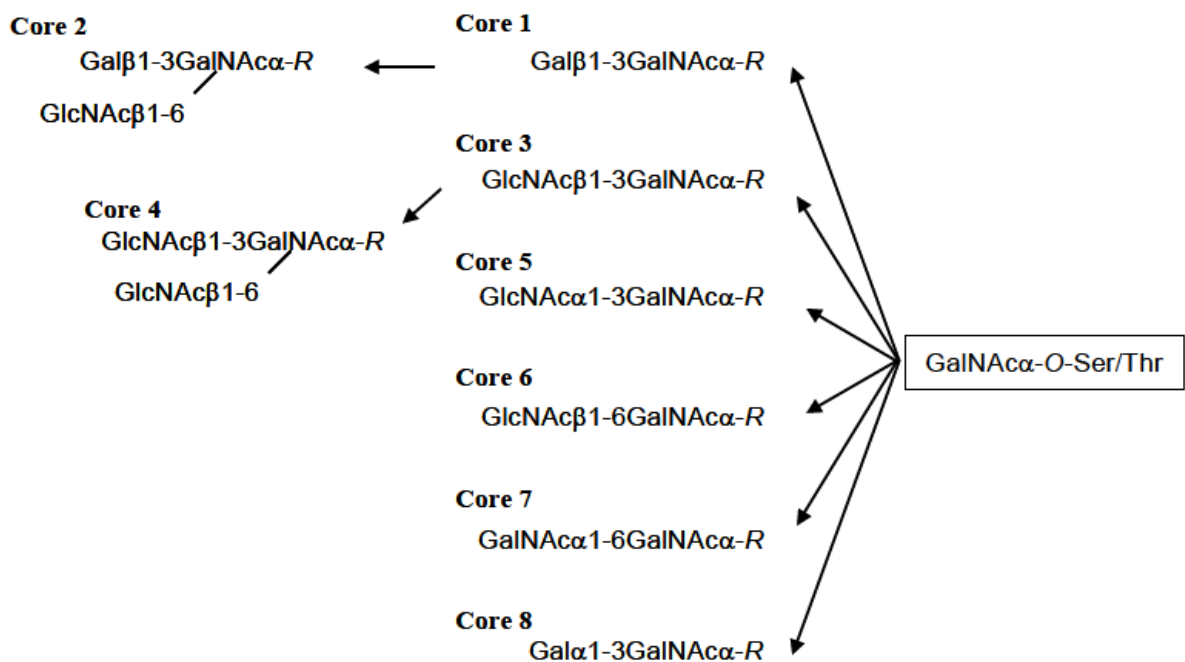 Core 2
Galβ1-3GalNAcα-R
GlcNAcβ1-6
Core 1
Galβ1-3GalNAcα-R
Core 3
GlcNAcβ1-3GalNAcα-R
Core 4
GlcNAcβ1-3GalNAcα-R
GlcNAcβ1-6
Core 5
GlcNAcα1-3GalNAcα-R
Core 6
GlcNAcβ1-6GalNAcα-R
Core 7
GalNAcα1-6GalNAcα-R
Core 8
Galα1-3GalNAcα-R
GalNAcα-O-Ser/Thr